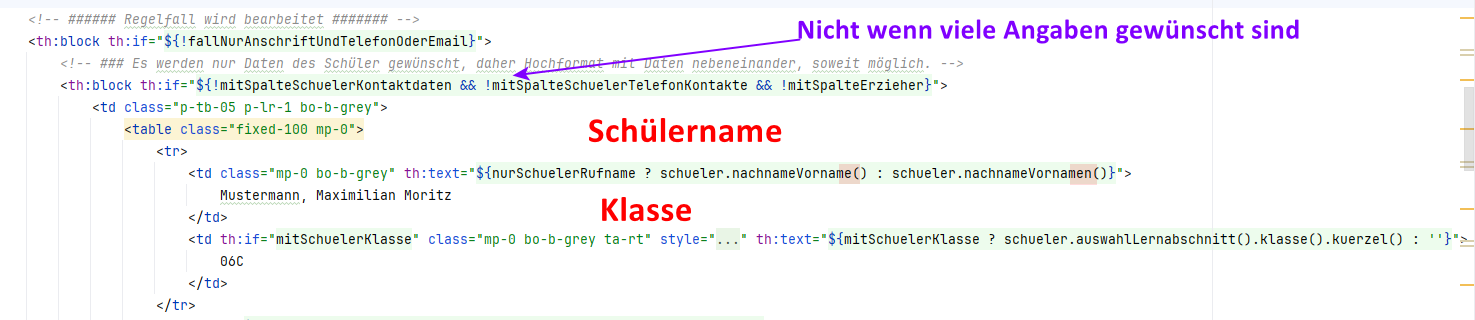 <!-- ###### Regelfall wird bearbeitet ####### -->
Nicht wenn viele Angaben gewünscht sind
<th:block th:if="${!fallNurAnschriftUndTelefonOderEmail}">
<!-- ### Es werden nur Daten des Schüler gewünscht, daher Hochformat mit Daten nebeneinander, soweit möglich. -->
<th:block th:if="${!mitSpalteSchuelerKontaktdaten && !mitSpalteSchuelerTelefonKontakte && !mitSpalteErzieher}">
<td class="p-tb-05 p-lr-1 bo-b-grey">
<table class="fixed-100 mp-0">
Schülername
<tr>
<td class="mp-0 bo-b-grey" th:text="${nurSchuelerRufname ? schueler.nachnameVorname() : schueler.nachnameVornamen()}">
Mustermann, Maximilian Moritz
</td>
Klasse
<td th:if="mitSchuelerKlasse" class="mp-0 bo-b-grey ta-rt" style="..." th:text="${mitSchuelerKlasse ? schueler.auswahlLernabschnitt().klasse().kuerzel() : ''}">
06C
</td>
</tr>